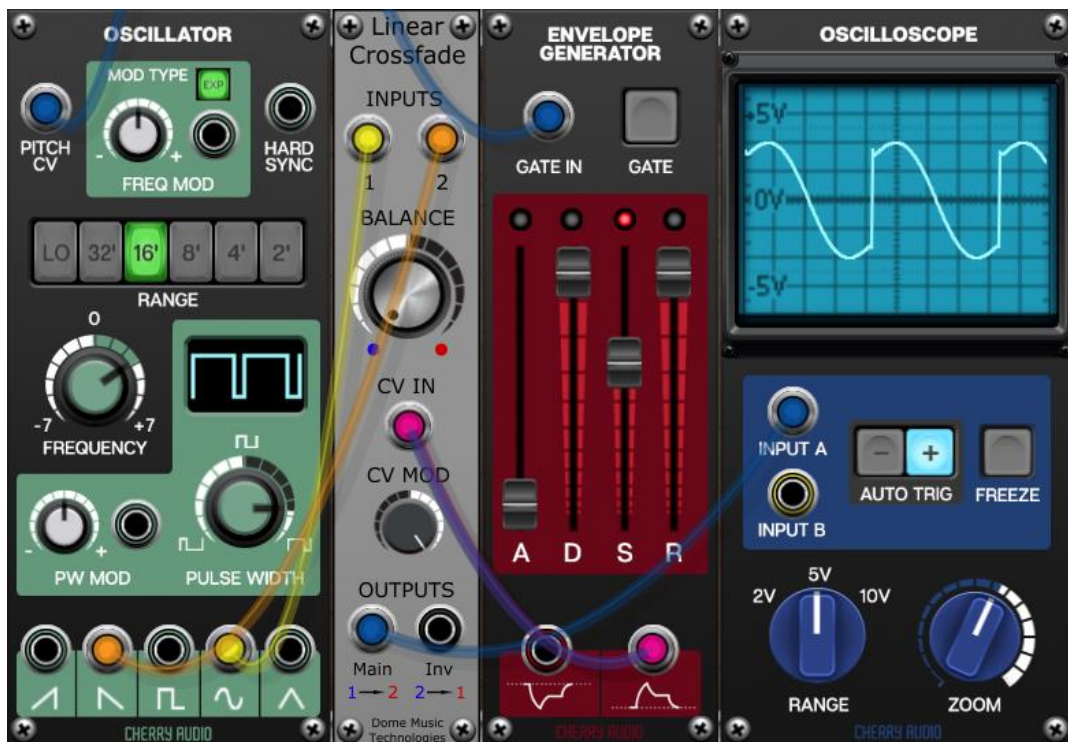 OSCILLATOR
MOD TYPE
EXP
PITCH
CV
- +
FREQ MOD
HARD
SYNC
LO 32' 16' 8' 4' 2'
RANGE
0
-7 +7
FREQUENCY
- +
PW MOD
PULSE WIDTH
CHERRY AUDIO
Linear
Crossfade
INPUTS
1 2
BALANCE
CV IN
CV MOD
OUTPUTS
Main Inv
1→2 2→1
Dome Music
Technologies
ENVELOPE
GENERATOR
GATE IN
GATE
A D S R
CHERRY AUDIO
OSCILLOSCOPE
+5V
0V
-5V
INPUT A
- +
AUTO TRIG
FREEZE
INPUT B
2V 5V 10V
RANGE
ZOOM
CHERRY AUDIO